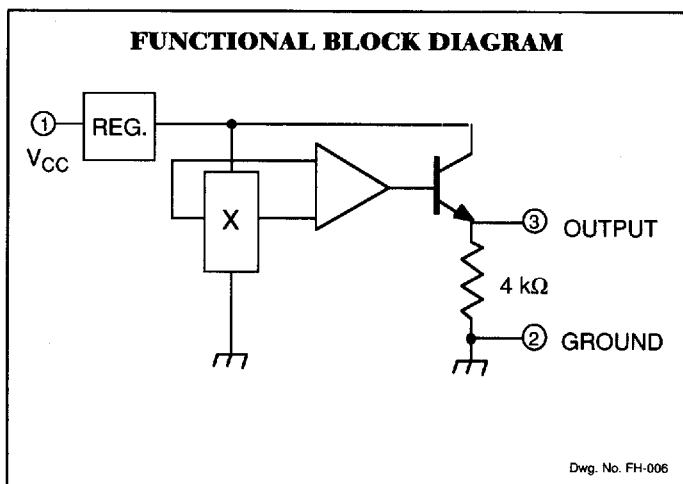 FUNCTIONAL BLOCK DIAGRAM
1
REG.
VCC
X
3 OUTPUT
4 kΩ
2 GROUND
Dwg. No. FH-006